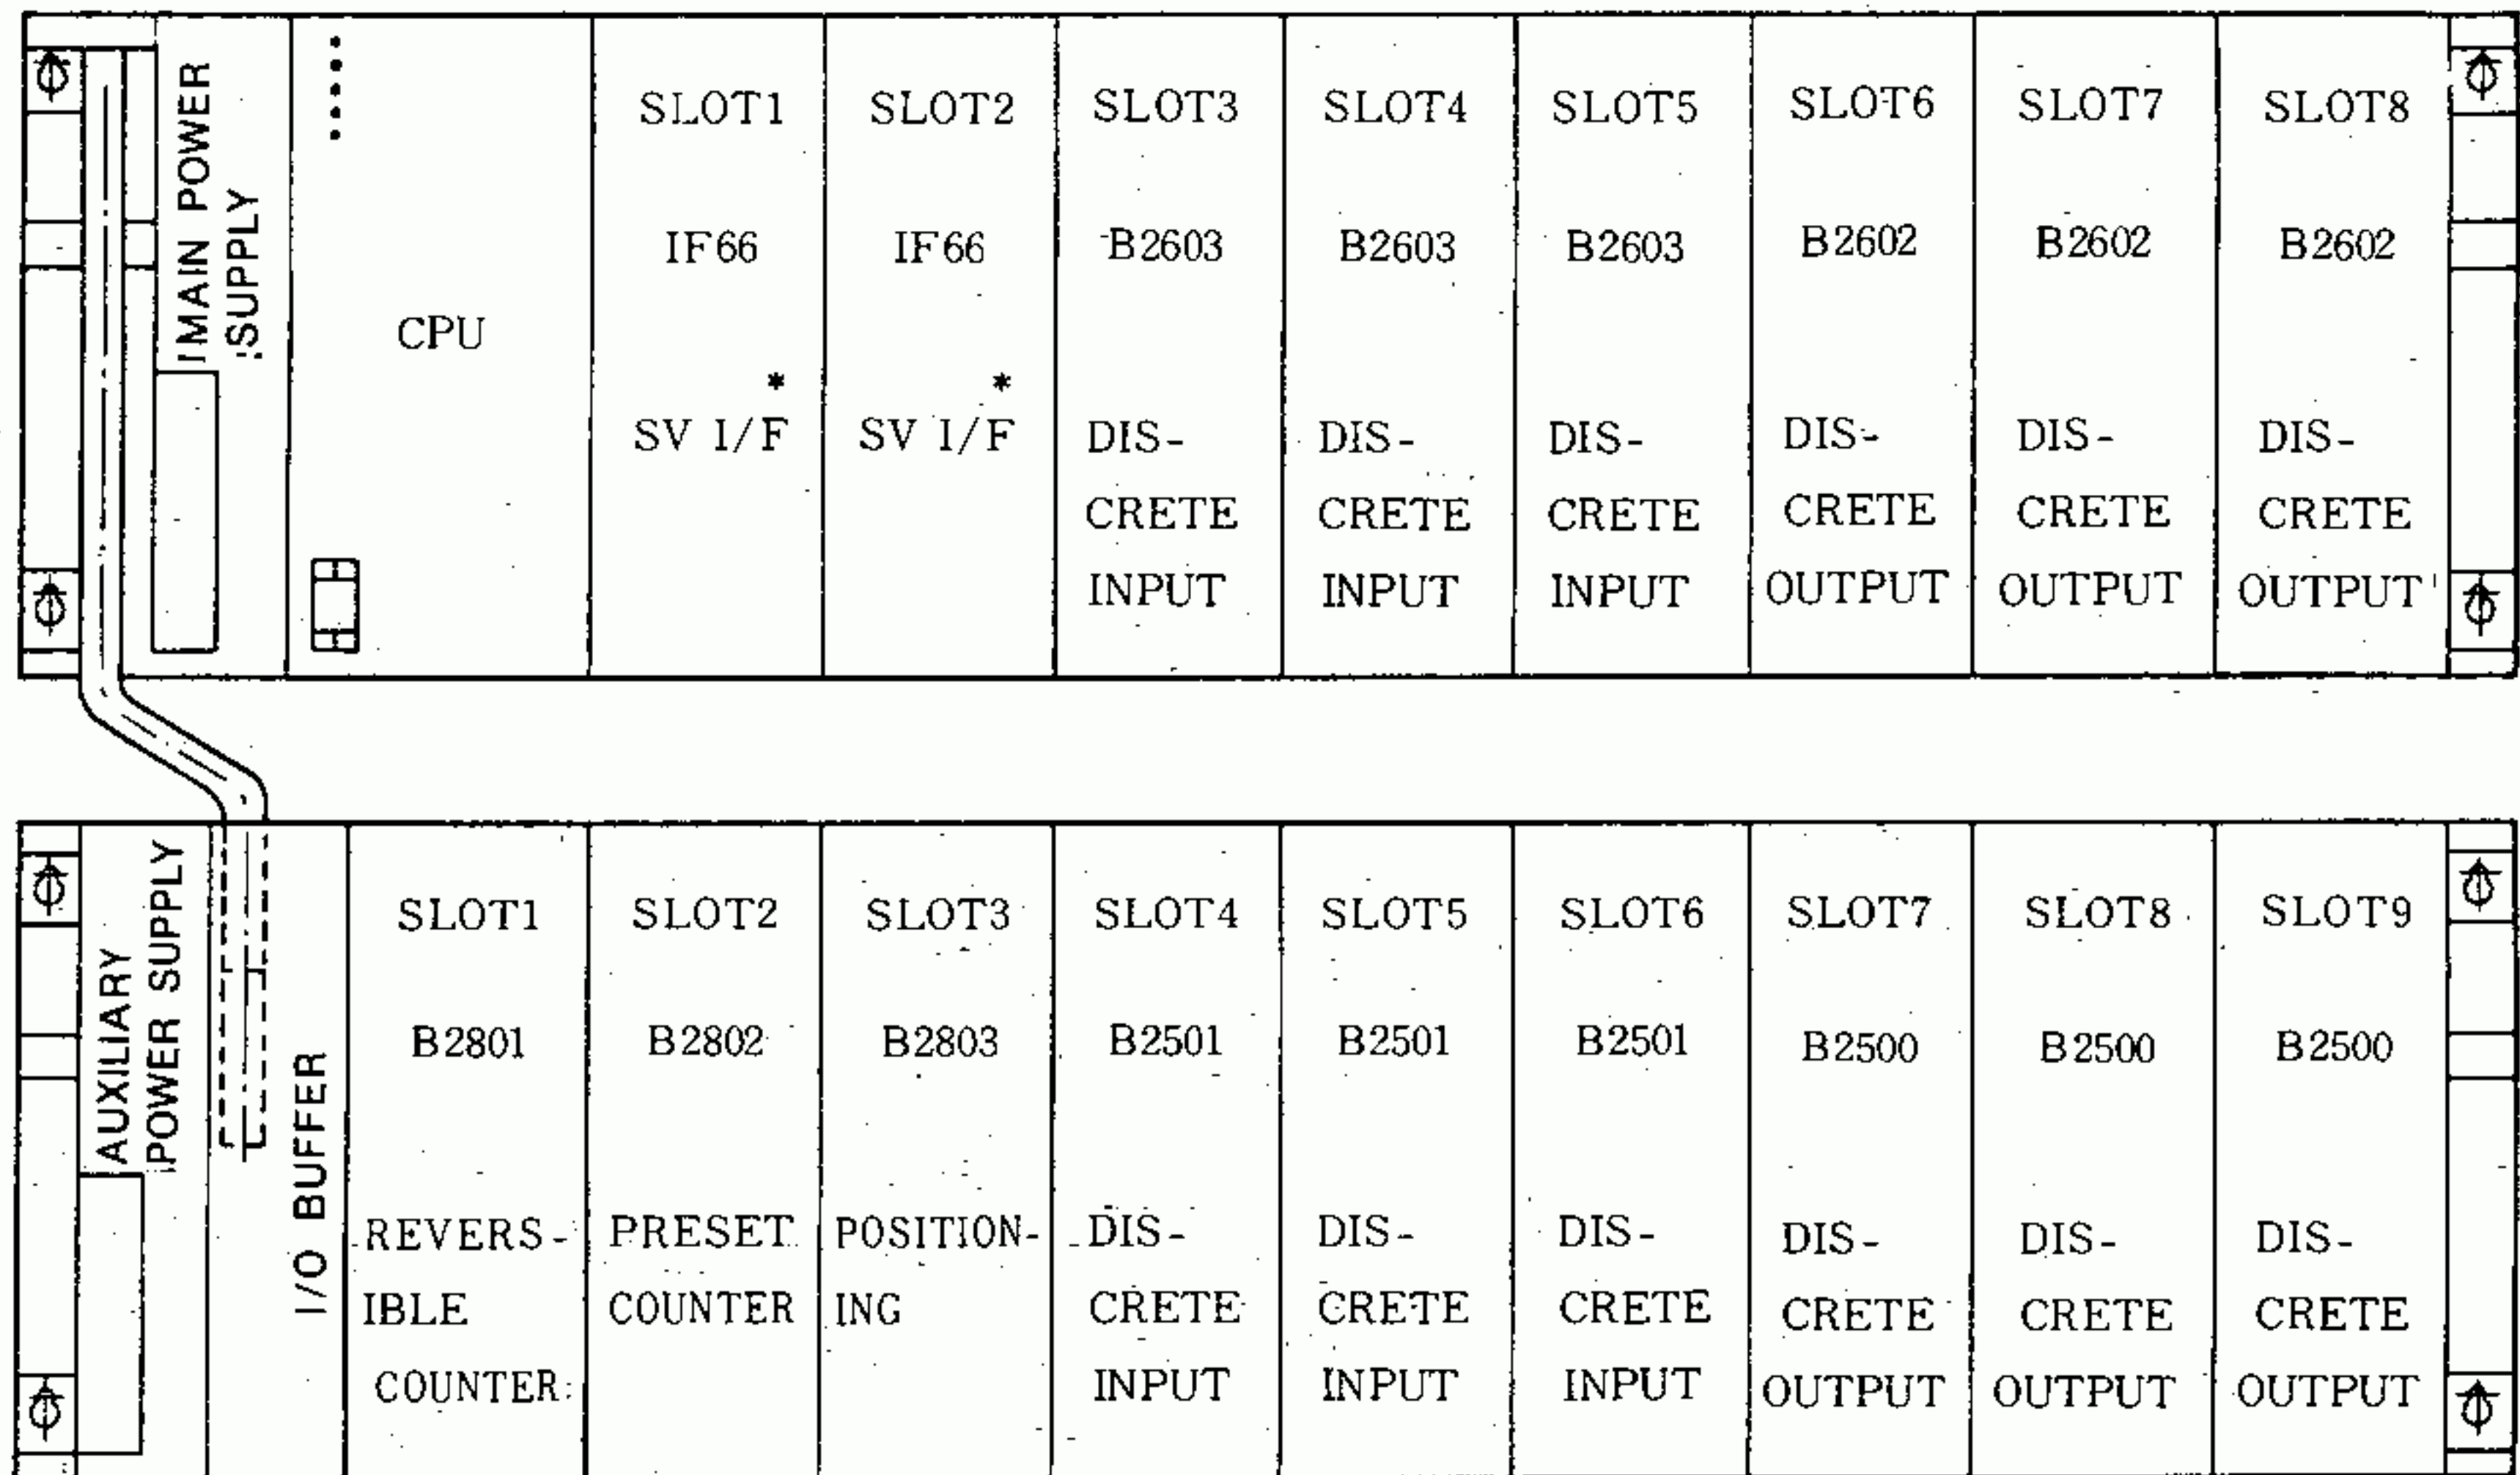 MAIN POWER
SUPPLY
CPU
SLOT1 SLOT2 SLOT3 SLOT4 SLOT5 SLOT6 SLOT7 SLOT8
IF66 IF66 B2603 B2603 B2603 B2602 B2602 B2602
* *
SV I/F SV I/F DIS- DIS- DIS- DIS- DIS- DIS-
CRETE CRETE CRETE CRETE CRETE CRETE
INPUT INPUT INPUT OUTPUT OUTPUT OUTPUT
AUXILIARY
POWER SUPPLY
I/O BUFFER
SLOT1 SLOT2 SLOT3 SLOT4 SLOT5 SLOT6 SLOT7 SLOT8 SLOT9
B2801 B2802 B2803 B2501 B2501 B2501 B2500 B2500 B2500
REVERS- PRESET POSITION- DIS- DIS- DIS- DIS- DIS- DIS-
IBLE COUNTER ING CRETE CRETE CRETE CRETE CRETE CRETE
COUNTER INPUT INPUT INPUT OUTPUT OUTPUT OUTPUT